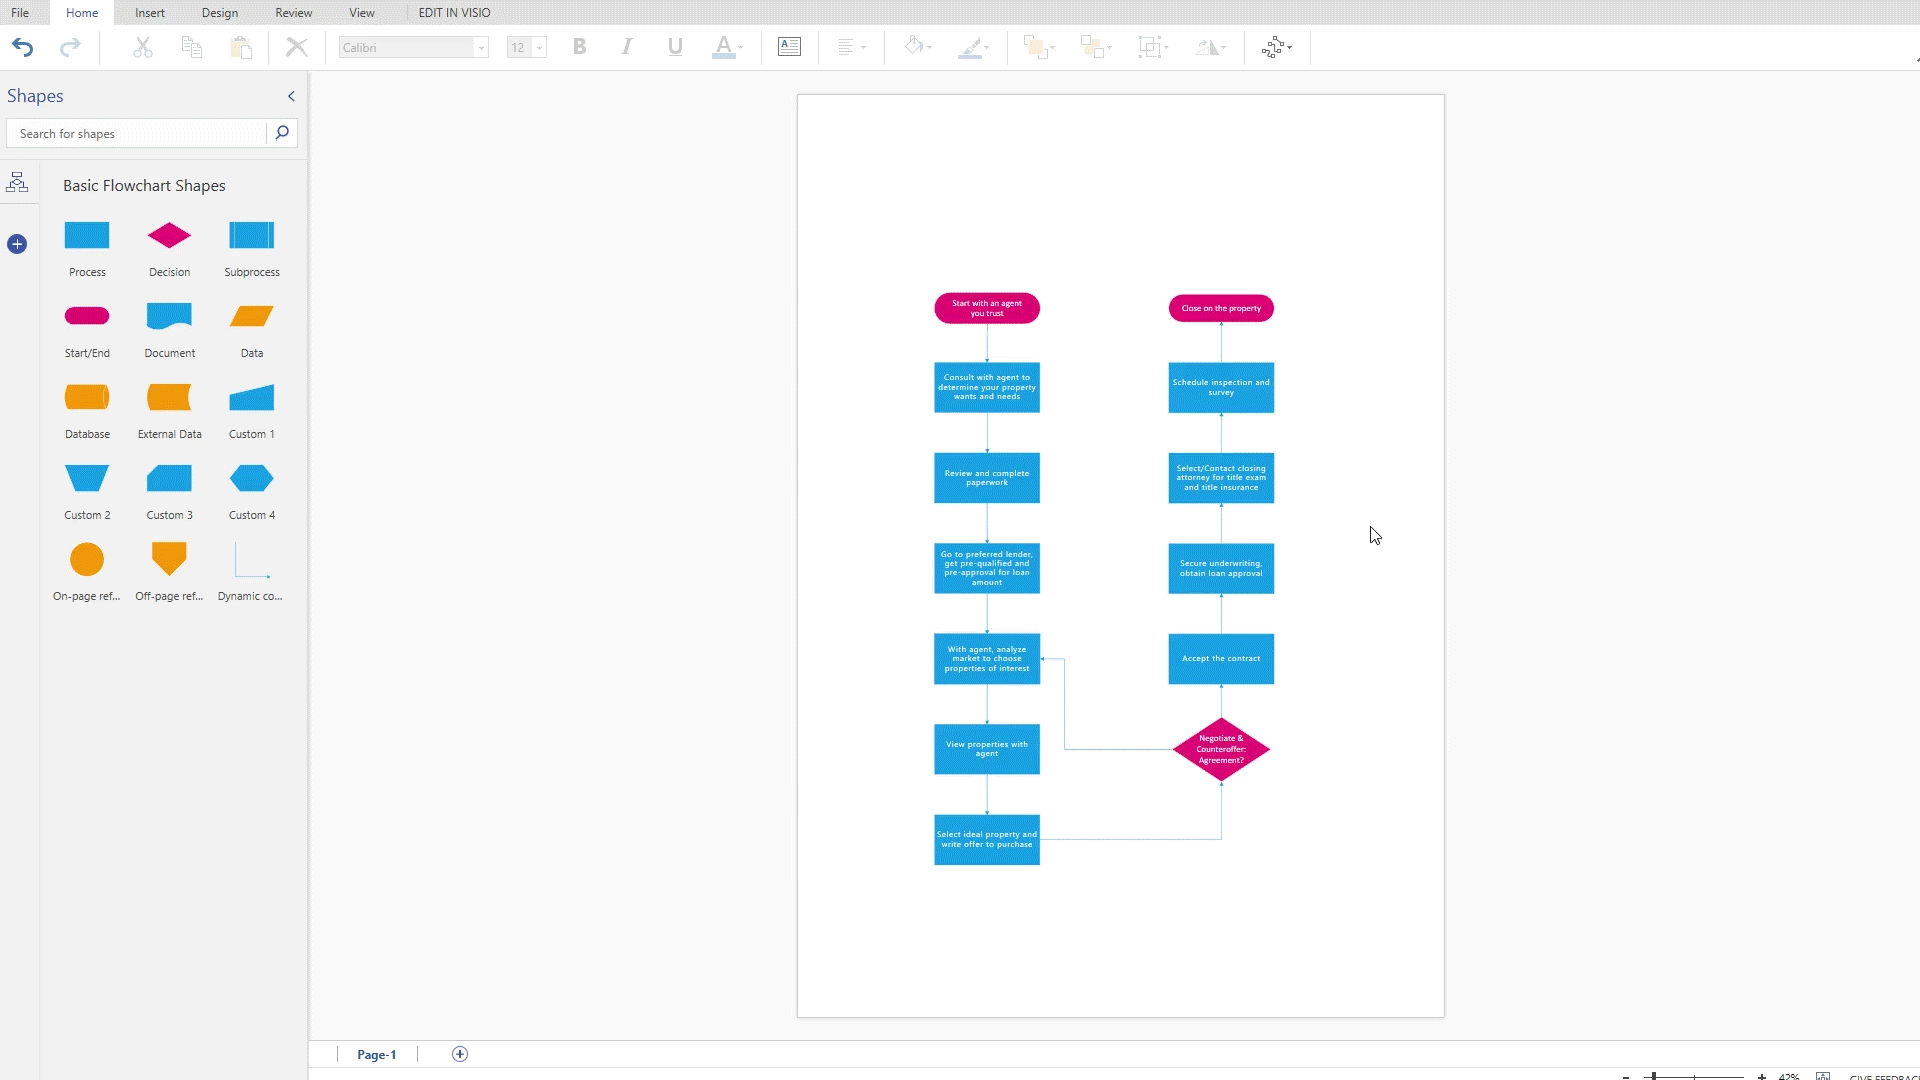 File
Home
Insert
Design
Review
View
EDIT IN VISIO
Calibri
12
B
I
U
A
A
Shapes
Search for shapes
Basic Flowchart Shapes
Process
Decision
Subprocess
Start/End
Document
Data
Database
External Data
Custom 1
Custom 2
Custom 3
Custom 4
On-page ref...
Off-page ref...
Dynamic co...
Start with an agent
you trust
Consult with agent to
determine your property
wants and needs
Review and complete
paperwork
Go to preferred lender,
get pre-qualified and
pre-approval for loan
amount
With agent, analyze
market to choose
properties of interest
View properties with
agent
Select ideal property and
write offer to purchase
Close on the property
Schedule inspection and
survey
Select/Contact closing
attorney for title exam
and title insurance
Secure underwriting,
obtain loan approval
Accept the contract
Negotiate &
Counteroffer:
Agreement?
Page-1
42%
GIVE FEEDBAC